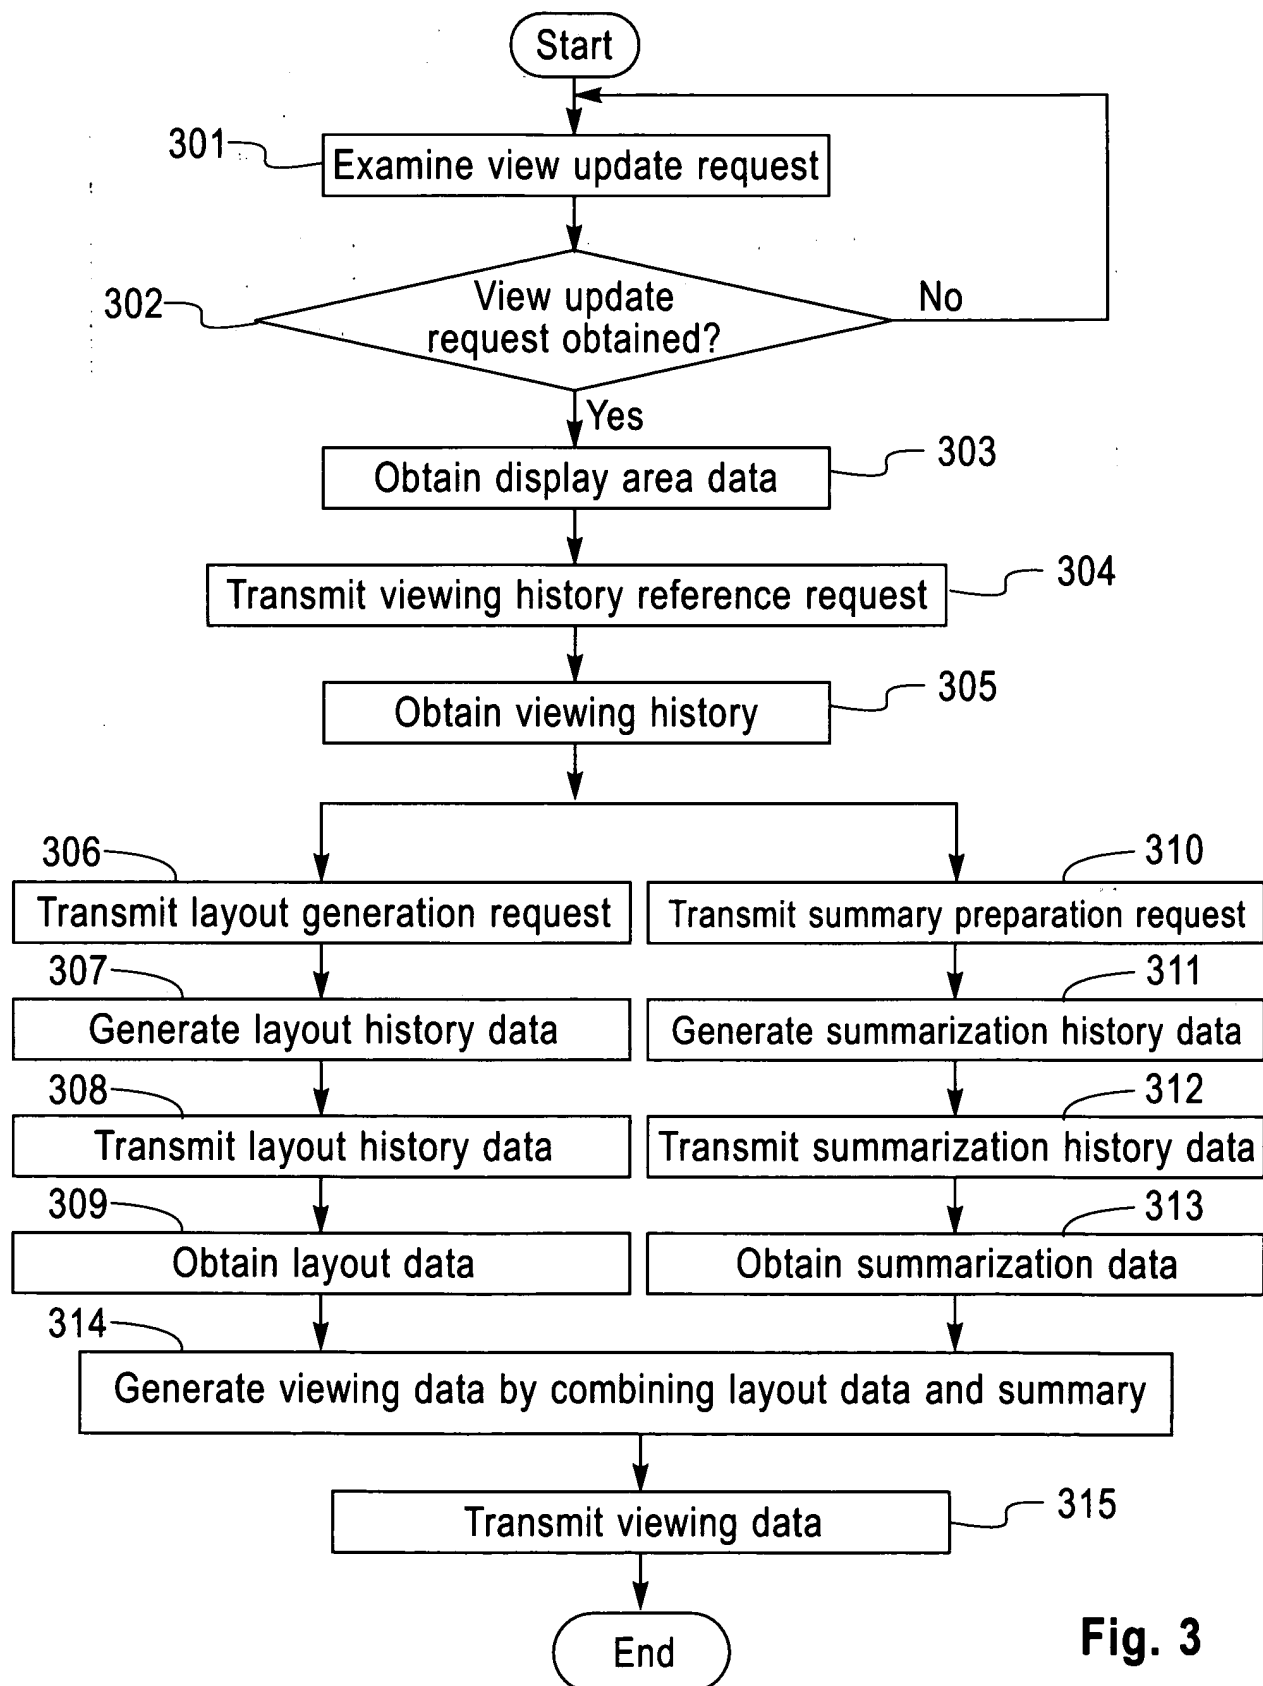 Start
301
Examine view update request
302
View update
request obtained?
No
Yes
303
Obtain display area data
304
Transmit viewing history reference request
305
Obtain viewing history
306
310
Transmit layout generation request
Transmit summary preparation request
307
311
Generate layout history data
Generate summarization history data
308
312
Transmit layout history data
Transmit summarization history data
309
313
Obtain layout data
Obtain summarization data
314
Generate viewing data by combining layout data and summary
315
Transmit viewing data
End
Fig. 3